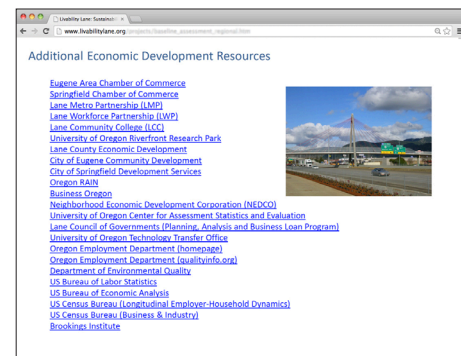 Livability Lane: Sustainabl
www.livabilitylane.org/projects/baseline_assessment_regional.htm
Additional Economic Development Resources
Eugene Area Chamber of Commerce
Springfield Chamber of Commerce
Lane Metro Partnership (LMP)
Lane Workforce Partnership (LWP)
Lane Community College (LCC)
University of Oregon Riverfront Research Park
Lane County Economic Development
City of Eugene Community Development
City of Springfield Development Services
Oregon RAIN
Business Oregon
Neighborhood Economic Development Corporation (NEDCO)
University of Oregon Center for Assessment Statistics and Evaluation
Lane Council of Governments (Planning, Analysis and Business Loan Program)
University of Oregon Technology Transfer Office
Oregon Employment Department (homepage)
Oregon Employment Department (qualityinfo.org)
Department of Environmental Quality
US Bureau of Labor Statistics
US Bureau of Economic Analysis
US Census Bureau (Longitudinal Employer-Household Dynamics)
US Census Bureau (Business & Industry)
Brookings Institute